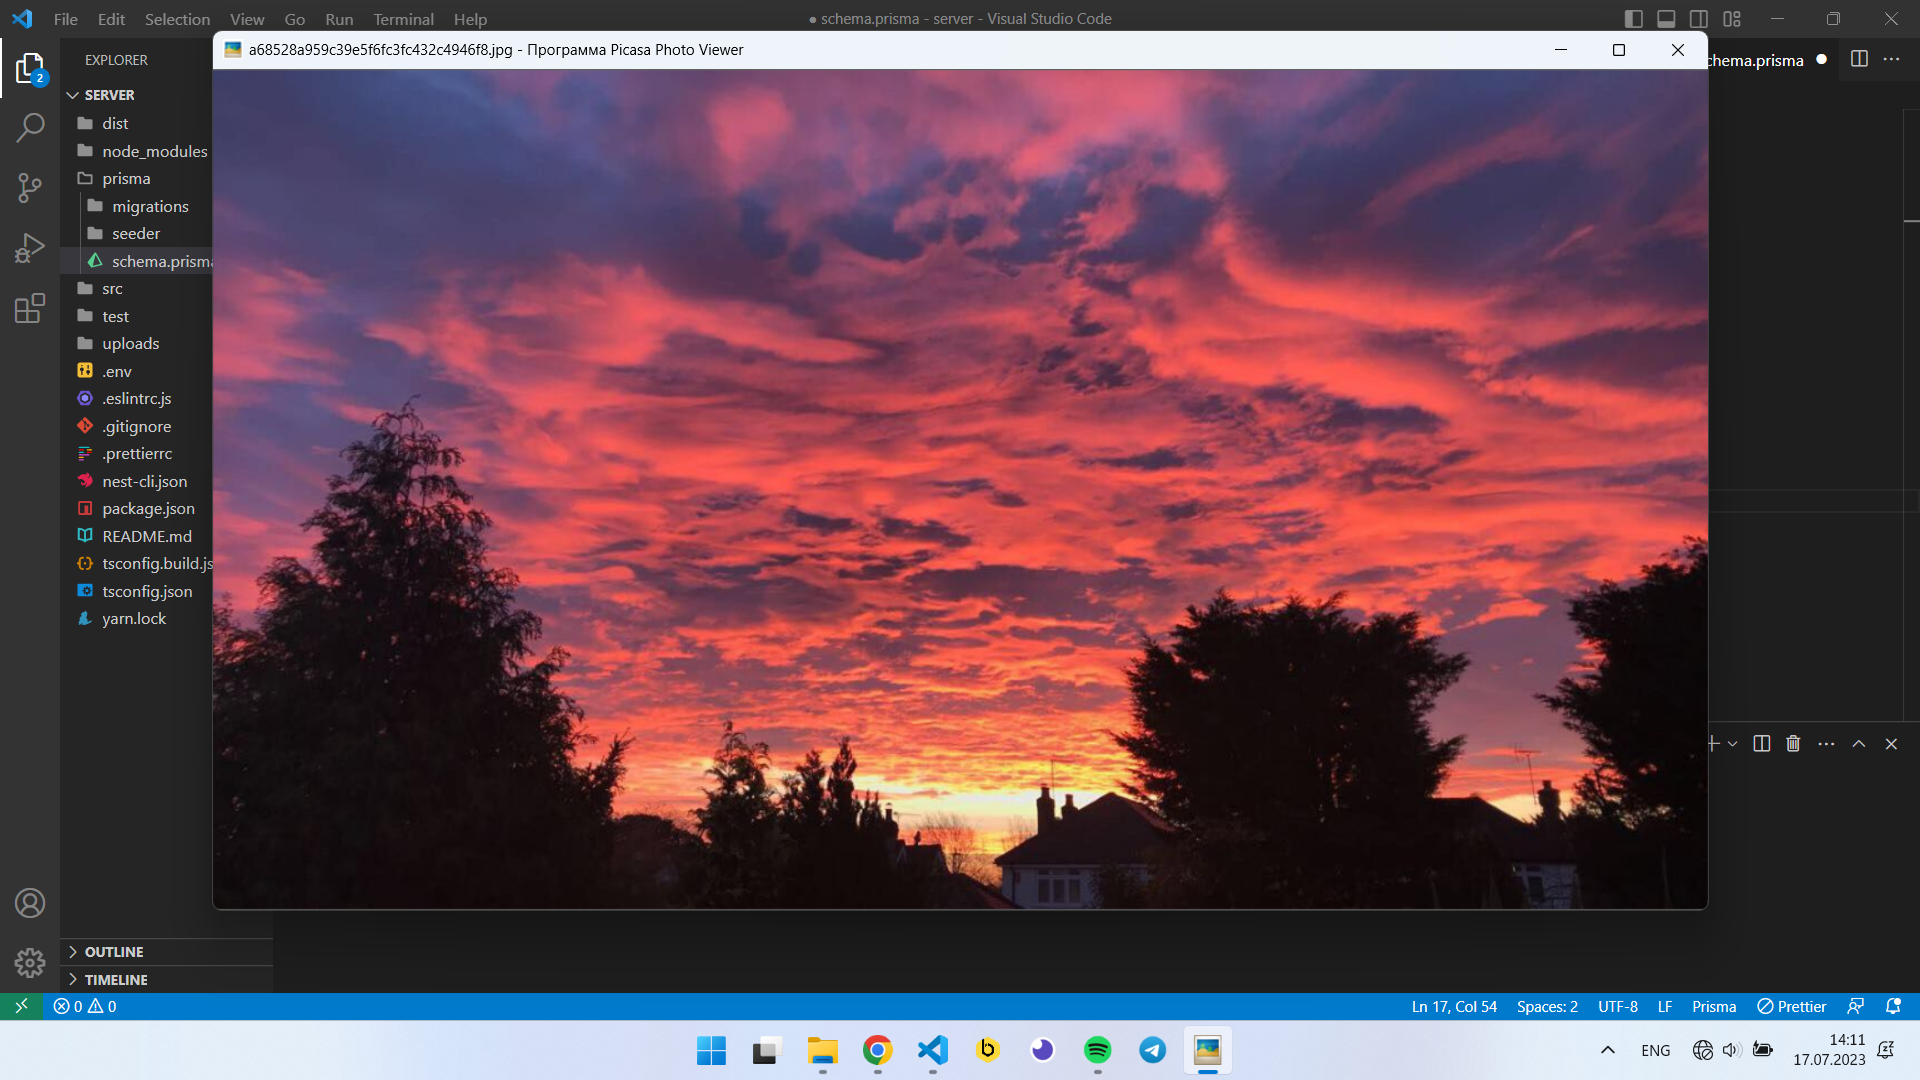 File Edit Selection View Go Run Terminal Help
● schema.prisma - server - Visual Studio Code
a68528a959c39e5f6fc3fc432c4946f8.jpg - Программа Picasa Photo Viewer
chema.prisma
2
EXPLORER
SERVER
dist
node_modules
prisma
migrations
seeder
schema.prisma
src
test
uploads
.env
.eslintrc.js
.gitignore
.prettierrc
nest-cli.json
package.json
README.md
tsconfig.build.js
tsconfig.json
yarn.lock
OUTLINE
TIMELINE
0 0
Ln 17, Col 54 Spaces: 2 UTF-8 LF Prisma Prettier
ENG
14:11
17.07.2023